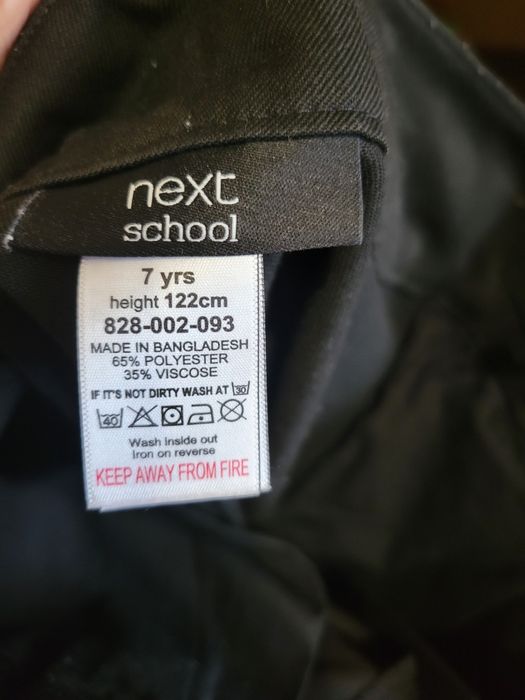 next
school
7 yrs
height 122cm
828-002-093
MADE IN BANGLADESH
65% POLYESTER
35% VISCOSE
IF IT'S NOT DIRTY WASH AT 30
40
Wash inside out
Iron on reverse
KEEP AWAY FROM FIRE